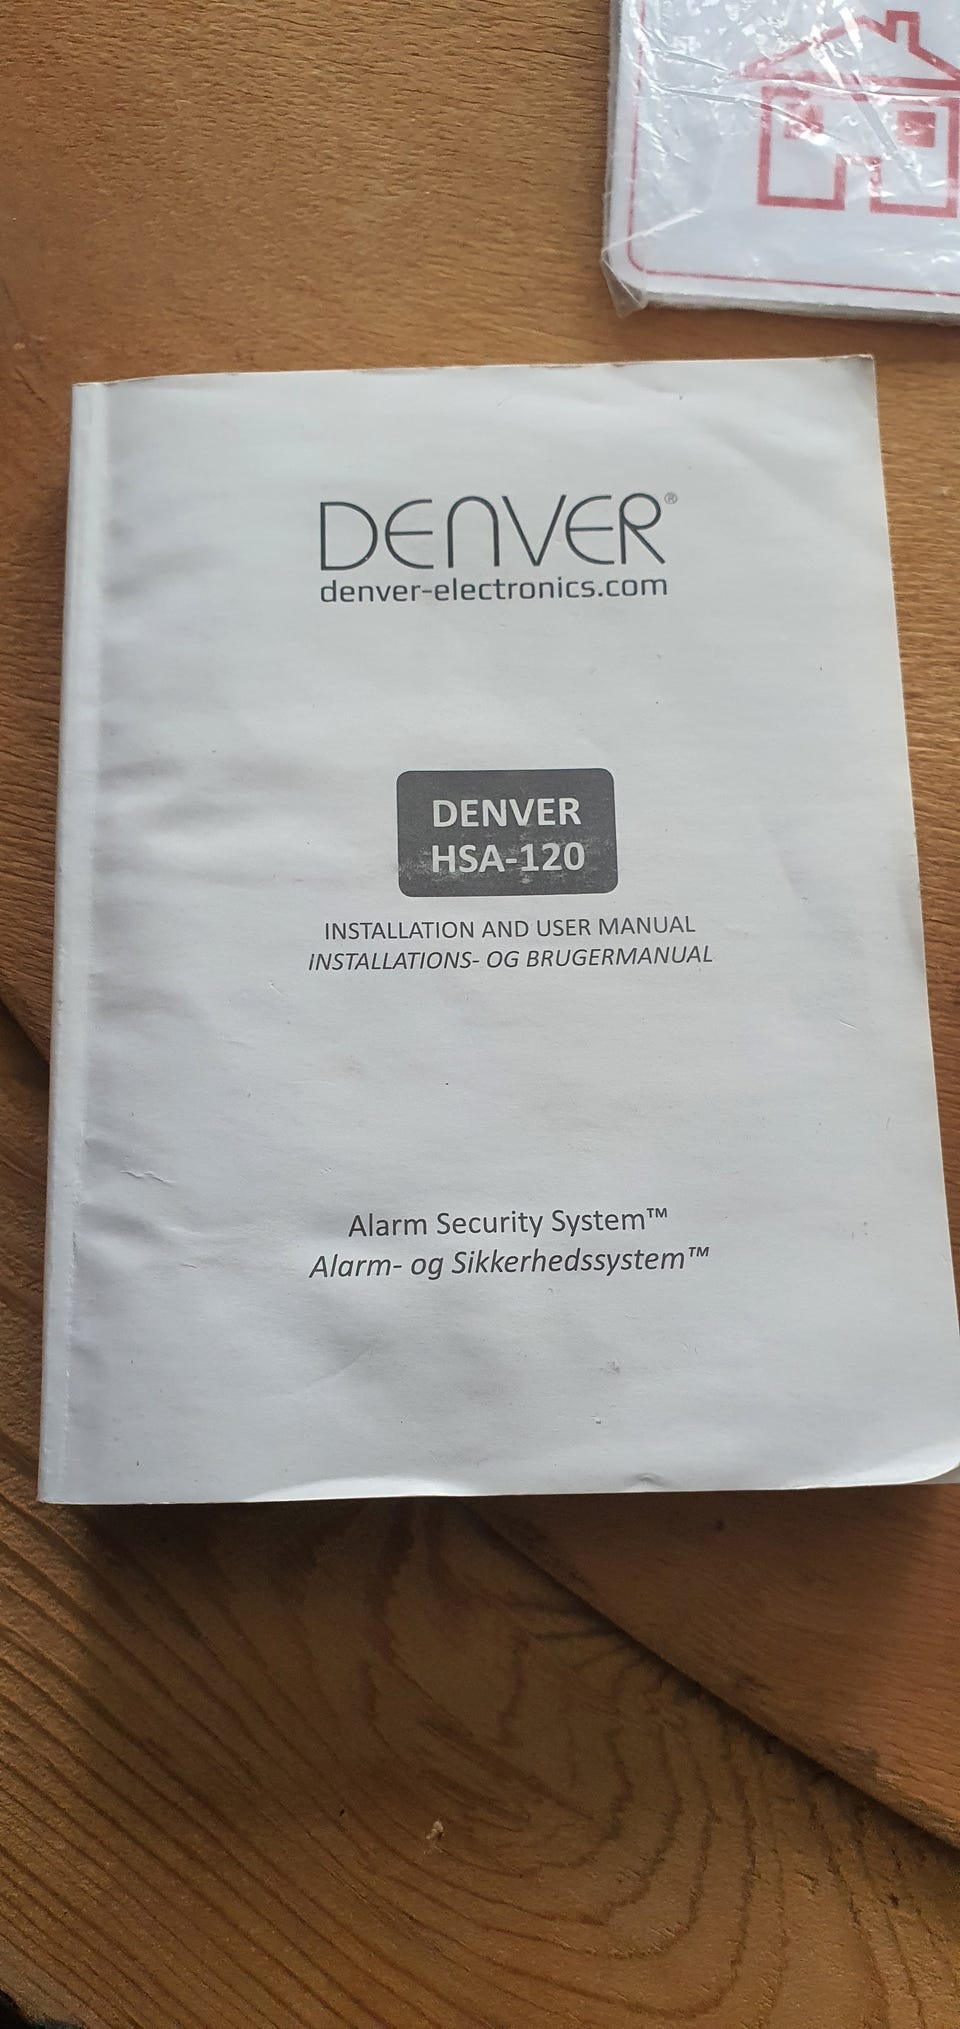 DENVER®
denver-electronics.com
DENVER
HSA-120
INSTALLATION AND USER MANUAL
INSTALLATIONS- OG BRUGERMANUAL
Alarm Security System™
Alarm- og Sikkerhedssystem™